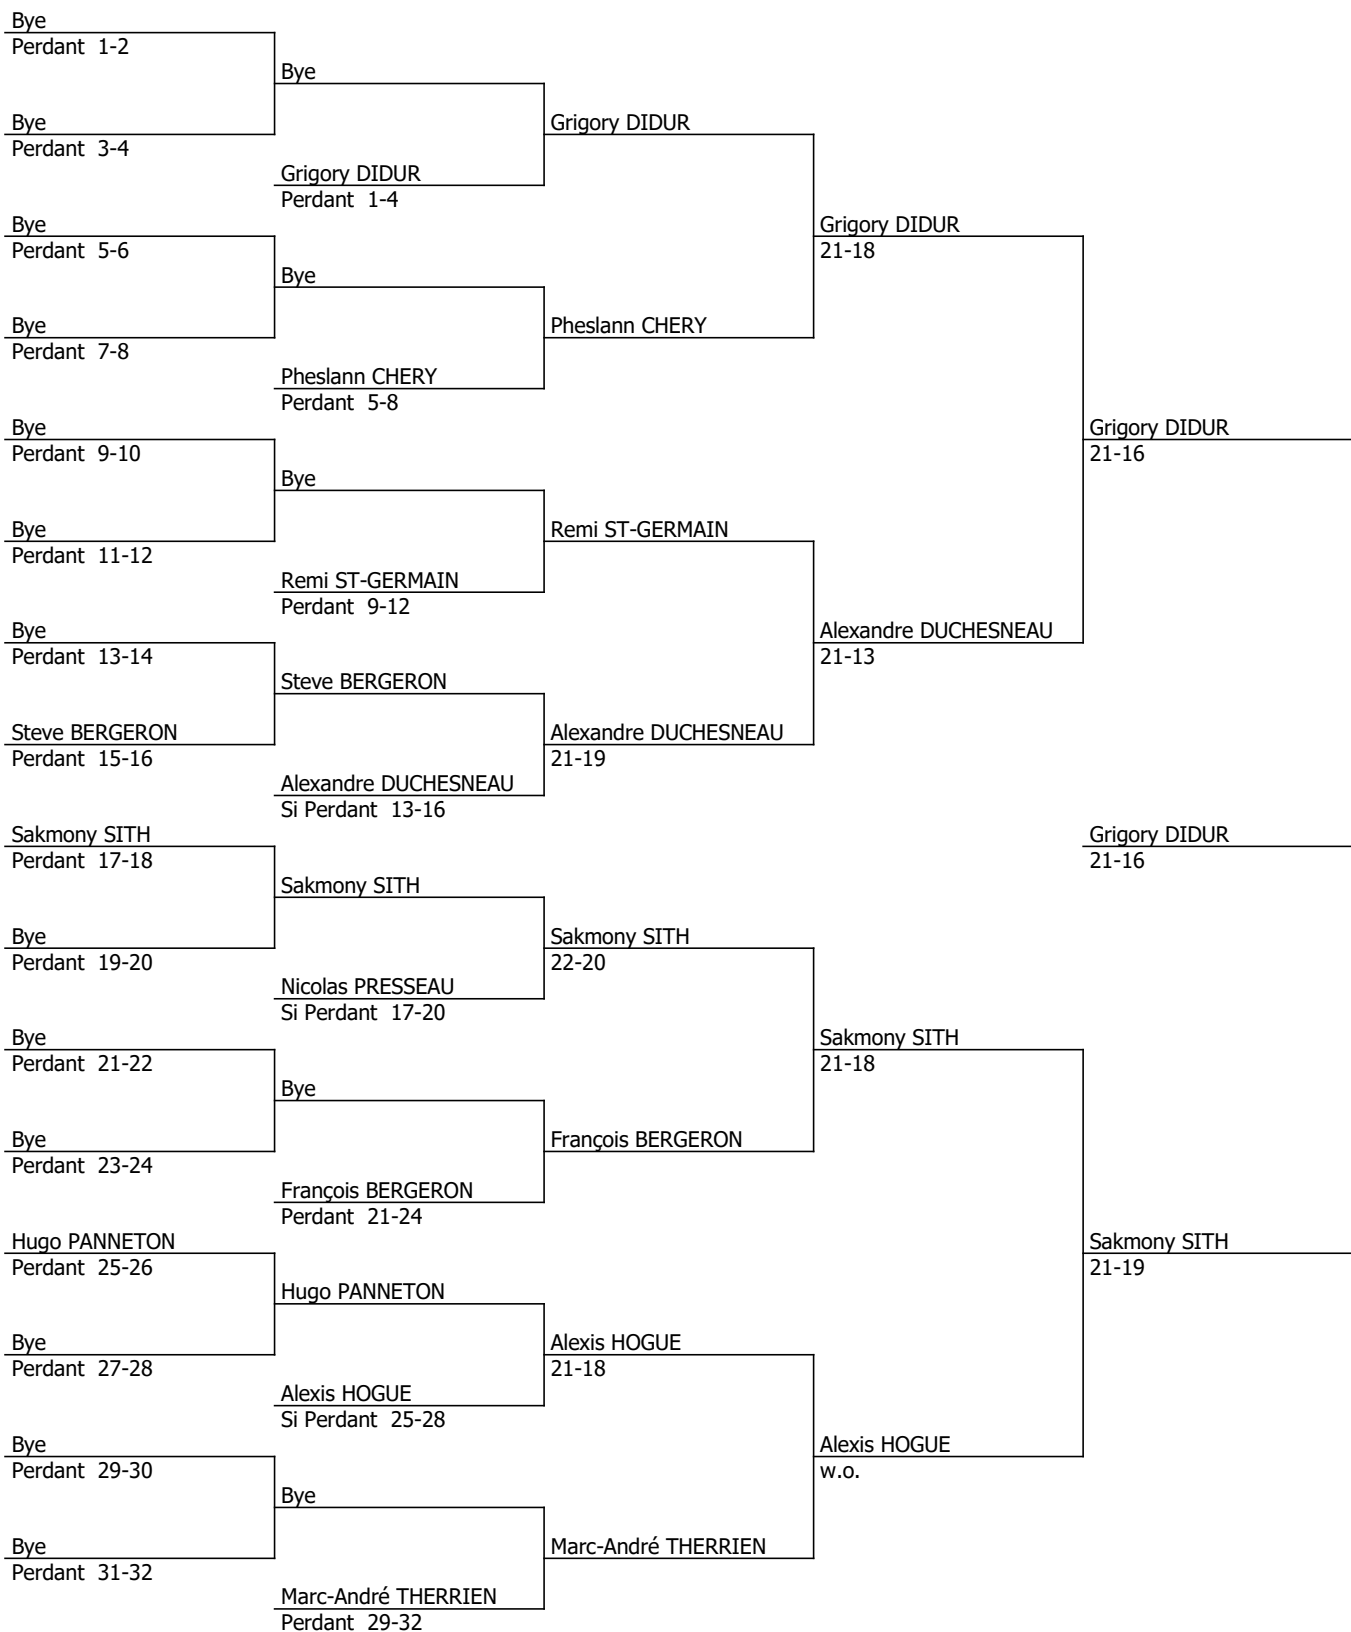 Bye
Perdant 1-2
Bye
Bye
Perdant 3-4
Grigory DIDUR
Grigory DIDUR
Perdant 1-4
Bye
Perdant 5-6
Grigory DIDUR
21-18
Bye
Bye
Perdant 7-8
Pheslann CHERY
Pheslann CHERY
Perdant 5-8
Bye
Perdant 9-10
Grigory DIDUR
21-16
Bye
Bye
Perdant 11-12
Remi ST-GERMAIN
Remi ST-GERMAIN
Perdant 9-12
Bye
Perdant 13-14
Alexandre DUCHESNEAU
21-13
Steve BERGERON
Steve BERGERON
Perdant 15-16
Alexandre DUCHESNEAU
21-19
Alexandre DUCHESNEAU
Si Perdant 13-16
Sakmony SITH
Perdant 17-18
Grigory DIDUR
21-16
Sakmony SITH
Bye
Perdant 19-20
Sakmony SITH
22-20
Nicolas PRESSEAU
Si Perdant 17-20
Bye
Perdant 21-22
Sakmony SITH
21-18
Bye
Bye
Perdant 23-24
François BERGERON
François BERGERON
Perdant 21-24
Hugo PANNETON
Perdant 25-26
Sakmony SITH
21-19
Hugo PANNETON
Bye
Perdant 27-28
Alexis HOGUE
21-18
Alexis HOGUE
Si Perdant 25-28
Bye
Perdant 29-30
Alexis HOGUE
w.o.
Bye
Bye
Perdant 31-32
Marc-André THERRIEN
Marc-André THERRIEN
Perdant 29-32